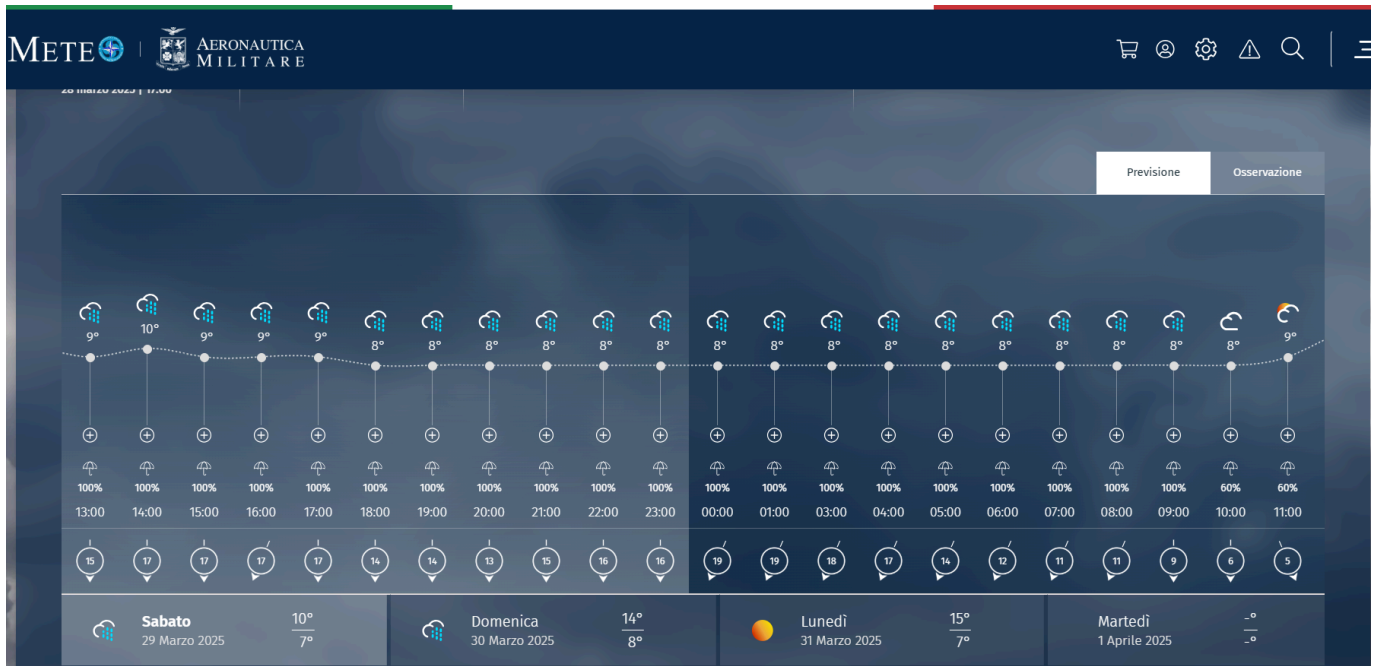 METEO
AERONAUTICA
MILITARE
28 marzo 2025 | 17:00
Previsione Osservazione
9° 10° 9° 9° 9° 8° 8° 8° 8° 8° 8° 8° 8° 8° 8° 8° 8° 8° 8° 8° 8° 9°
100% 100% 100% 100% 100% 100% 100% 100% 100% 100% 100% 100% 100% 100% 100% 100% 100% 100% 100% 100% 60% 60%
13:00 14:00 15:00 16:00 17:00 18:00 19:00 20:00 21:00 22:00 23:00 00:00 01:00 03:00 04:00 05:00 06:00 07:00 08:00 09:00 10:00 11:00
15 17 17 17 17 14 14 13 15 16 16 19 19 18 17 14 12 11 11 9 6 5
Sabato 10°
29 Marzo 2025 7°
Domenica 14°
30 Marzo 2025 8°
Lunedì 15°
31 Marzo 2025 7°
Martedì -°
1 Aprile 2025 -°